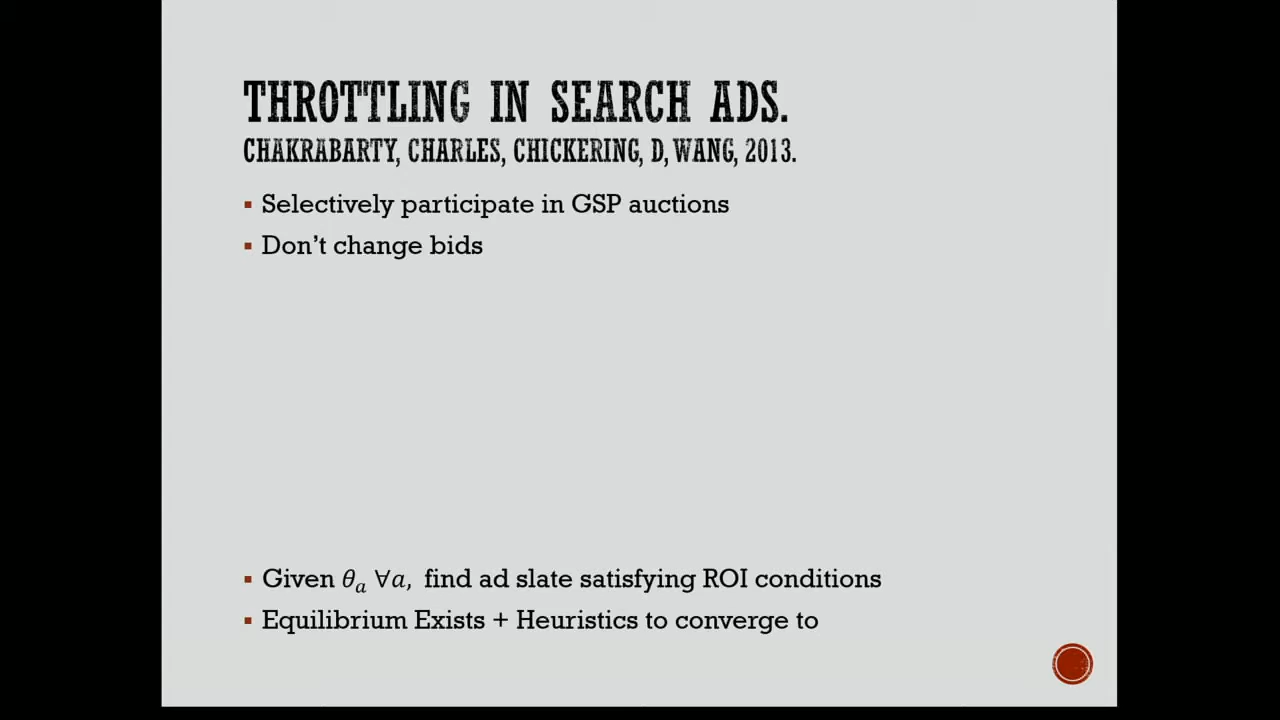 THROTTLING IN SEARCH ADS.
CHAKRABARTY, CHARLES, CHICKERING, D, WANG, 2013.
▪ Selectively participate in GSP auctions
▪ Don’t change bids
▪ Given θₐ ∀a, find ad slate satisfying ROI conditions
▪ Equilibrium Exists + Heuristics to converge to